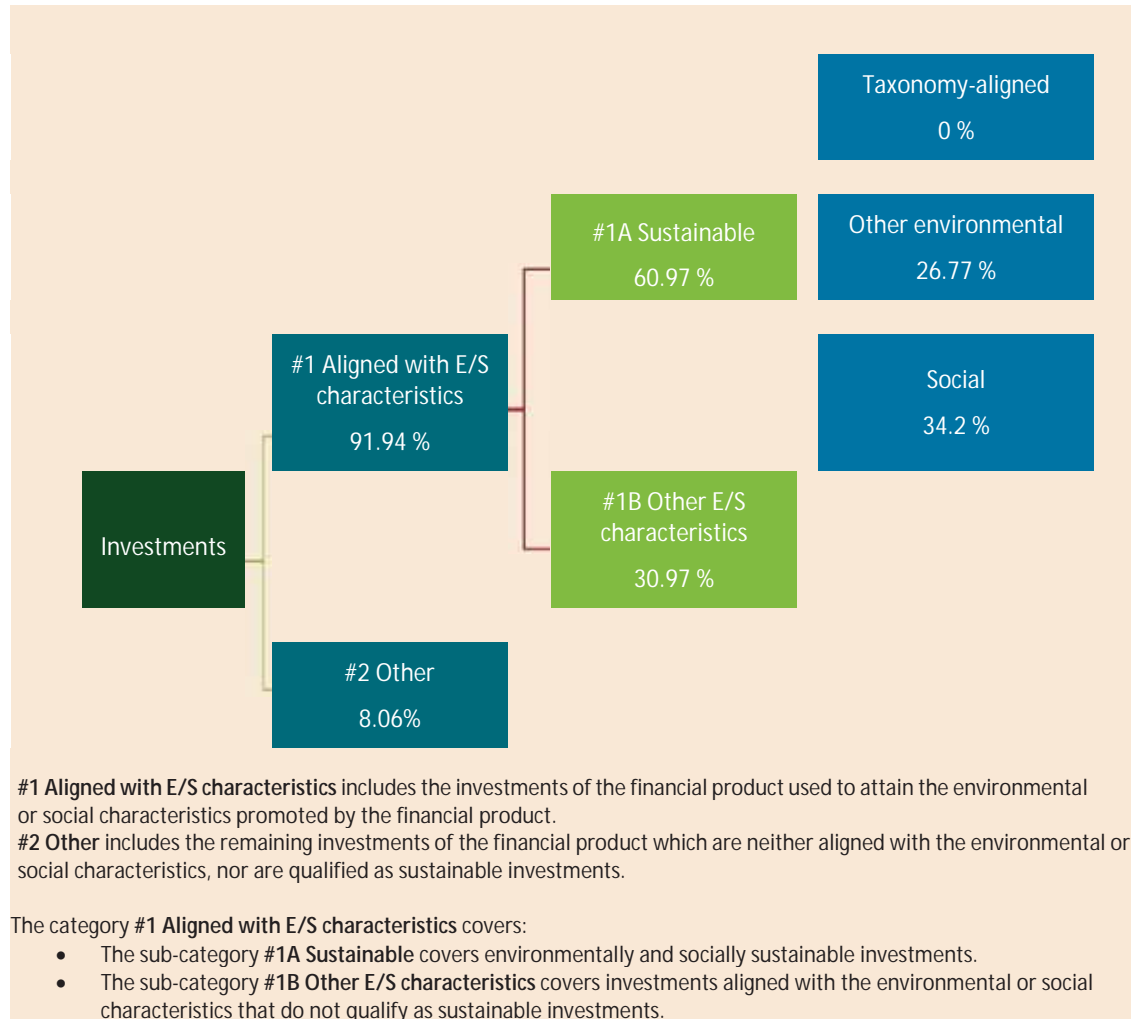 Taxonomy-aligned
0 %
#1A Sustainable
60.97 %
Other environmental
26.77 %
#1 Aligned with E/S
characteristics
91.94 %
Social
34.2 %
Investments
#1B Other E/S
characteristics
30.97 %
#2 Other
8.06%
#1 Aligned with E/S characteristics includes the investments of the financial product used to attain the environmental
or social characteristics promoted by the financial product.
#2 Other includes the remaining investments of the financial product which are neither aligned with the environmental or
social characteristics, nor are qualified as sustainable investments.
The category #1 Aligned with E/S characteristics covers:
• The sub-category #1A Sustainable covers environmentally and socially sustainable investments.
• The sub-category #1B Other E/S characteristics covers investments aligned with the environmental or social
characteristics that do not qualify as sustainable investments.